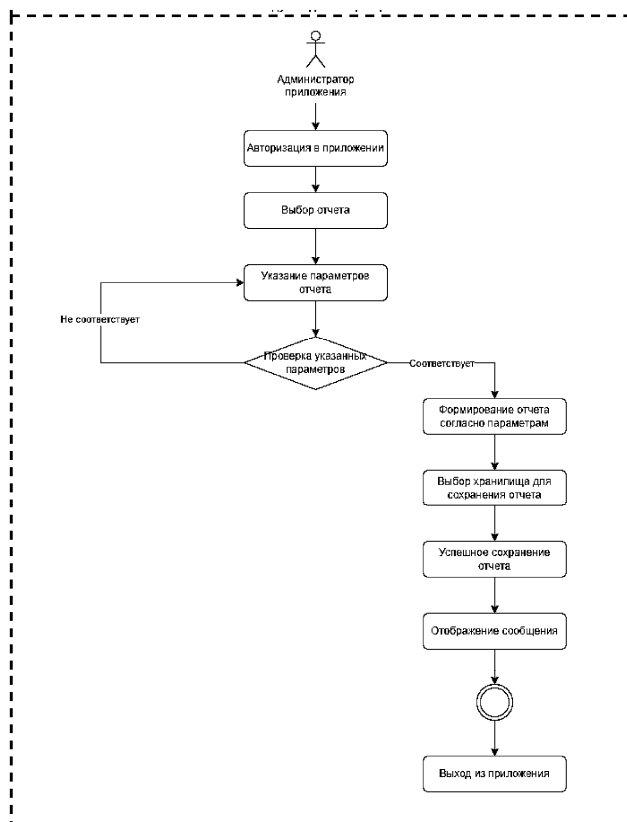 Администратор
приложения
Авторизация в приложении
Выбор отчета
Указание параметров
отчета
Не соответствует
Проверка указанных
параметров
Соответствует
Формирование отчета
согласно параметрам
Выбор хранилища для
сохранения отчета
Успешное сохранение
отчета
Отображение сообщения
Выход из приложения